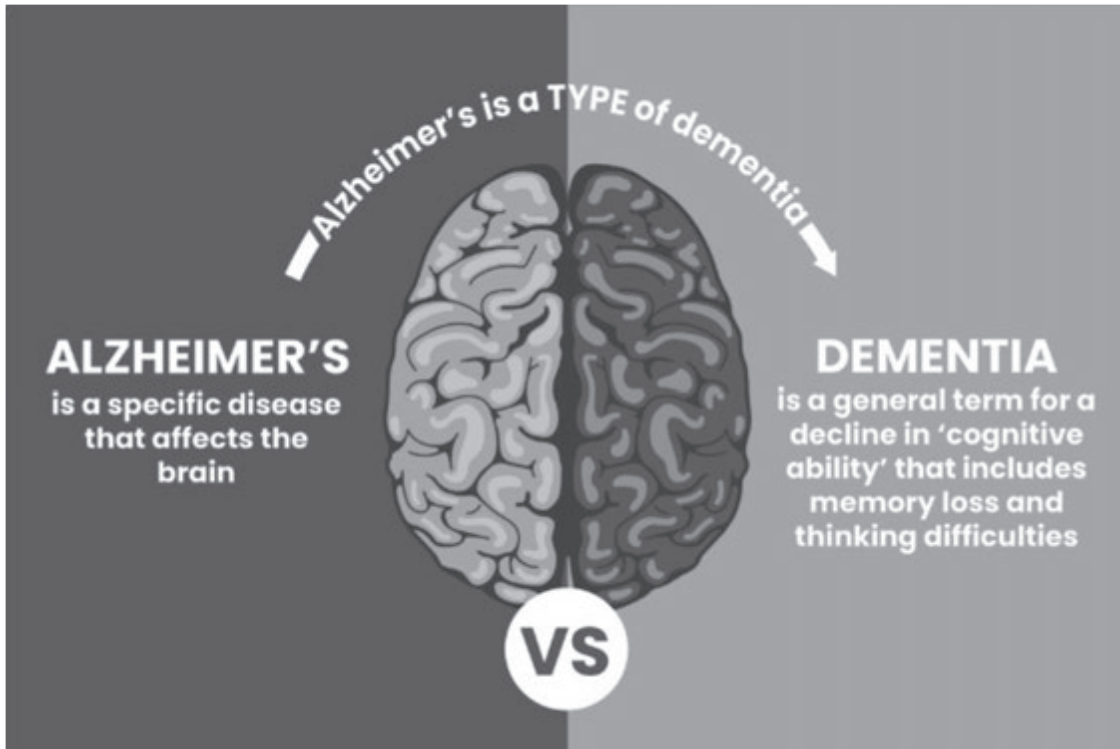 Alzheimer's is a TYPE of dementia
ALZHEIMER'S
is a specific disease
that affects the
brain
DEMENTIA
is a general term for a
decline in ‘cognitive
ability’ that includes
memory loss and
thinking difficulties
VS